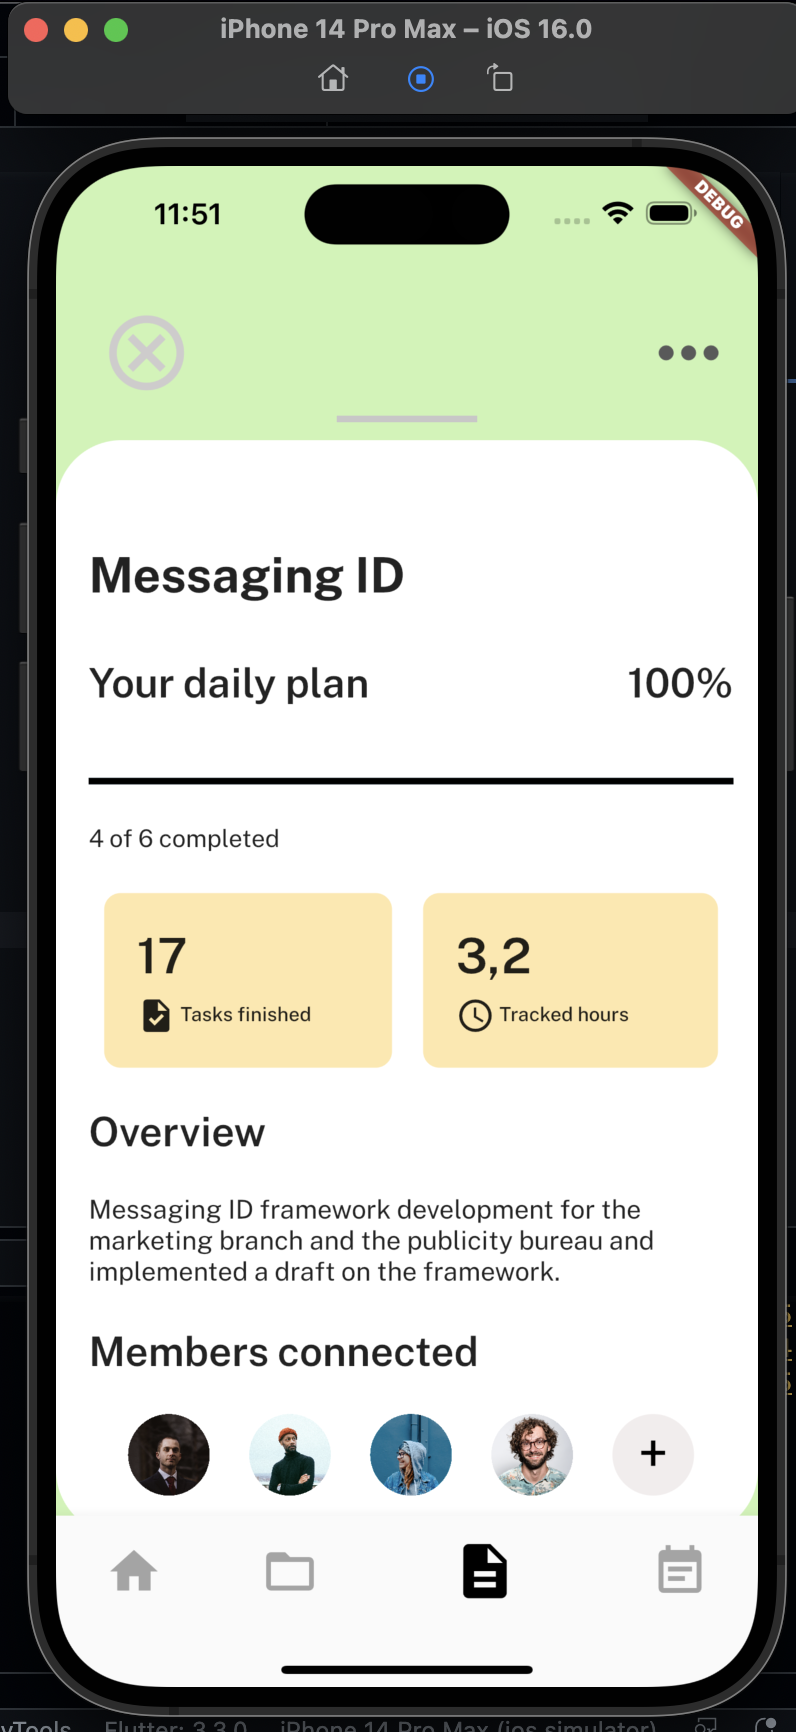 iPhone 14 Pro Max – iOS 16.0
11:51
DEBUG
Messaging ID
Your daily plan 100%
4 of 6 completed
17
Tasks finished
3,2
Tracked hours
Overview
Messaging ID framework development for the
marketing branch and the publicity bureau and
implemented a draft on the framework.
Members connected
+
vTools Flutter: 3.3.0 iPhone 14 Pro Max (ios simulator)